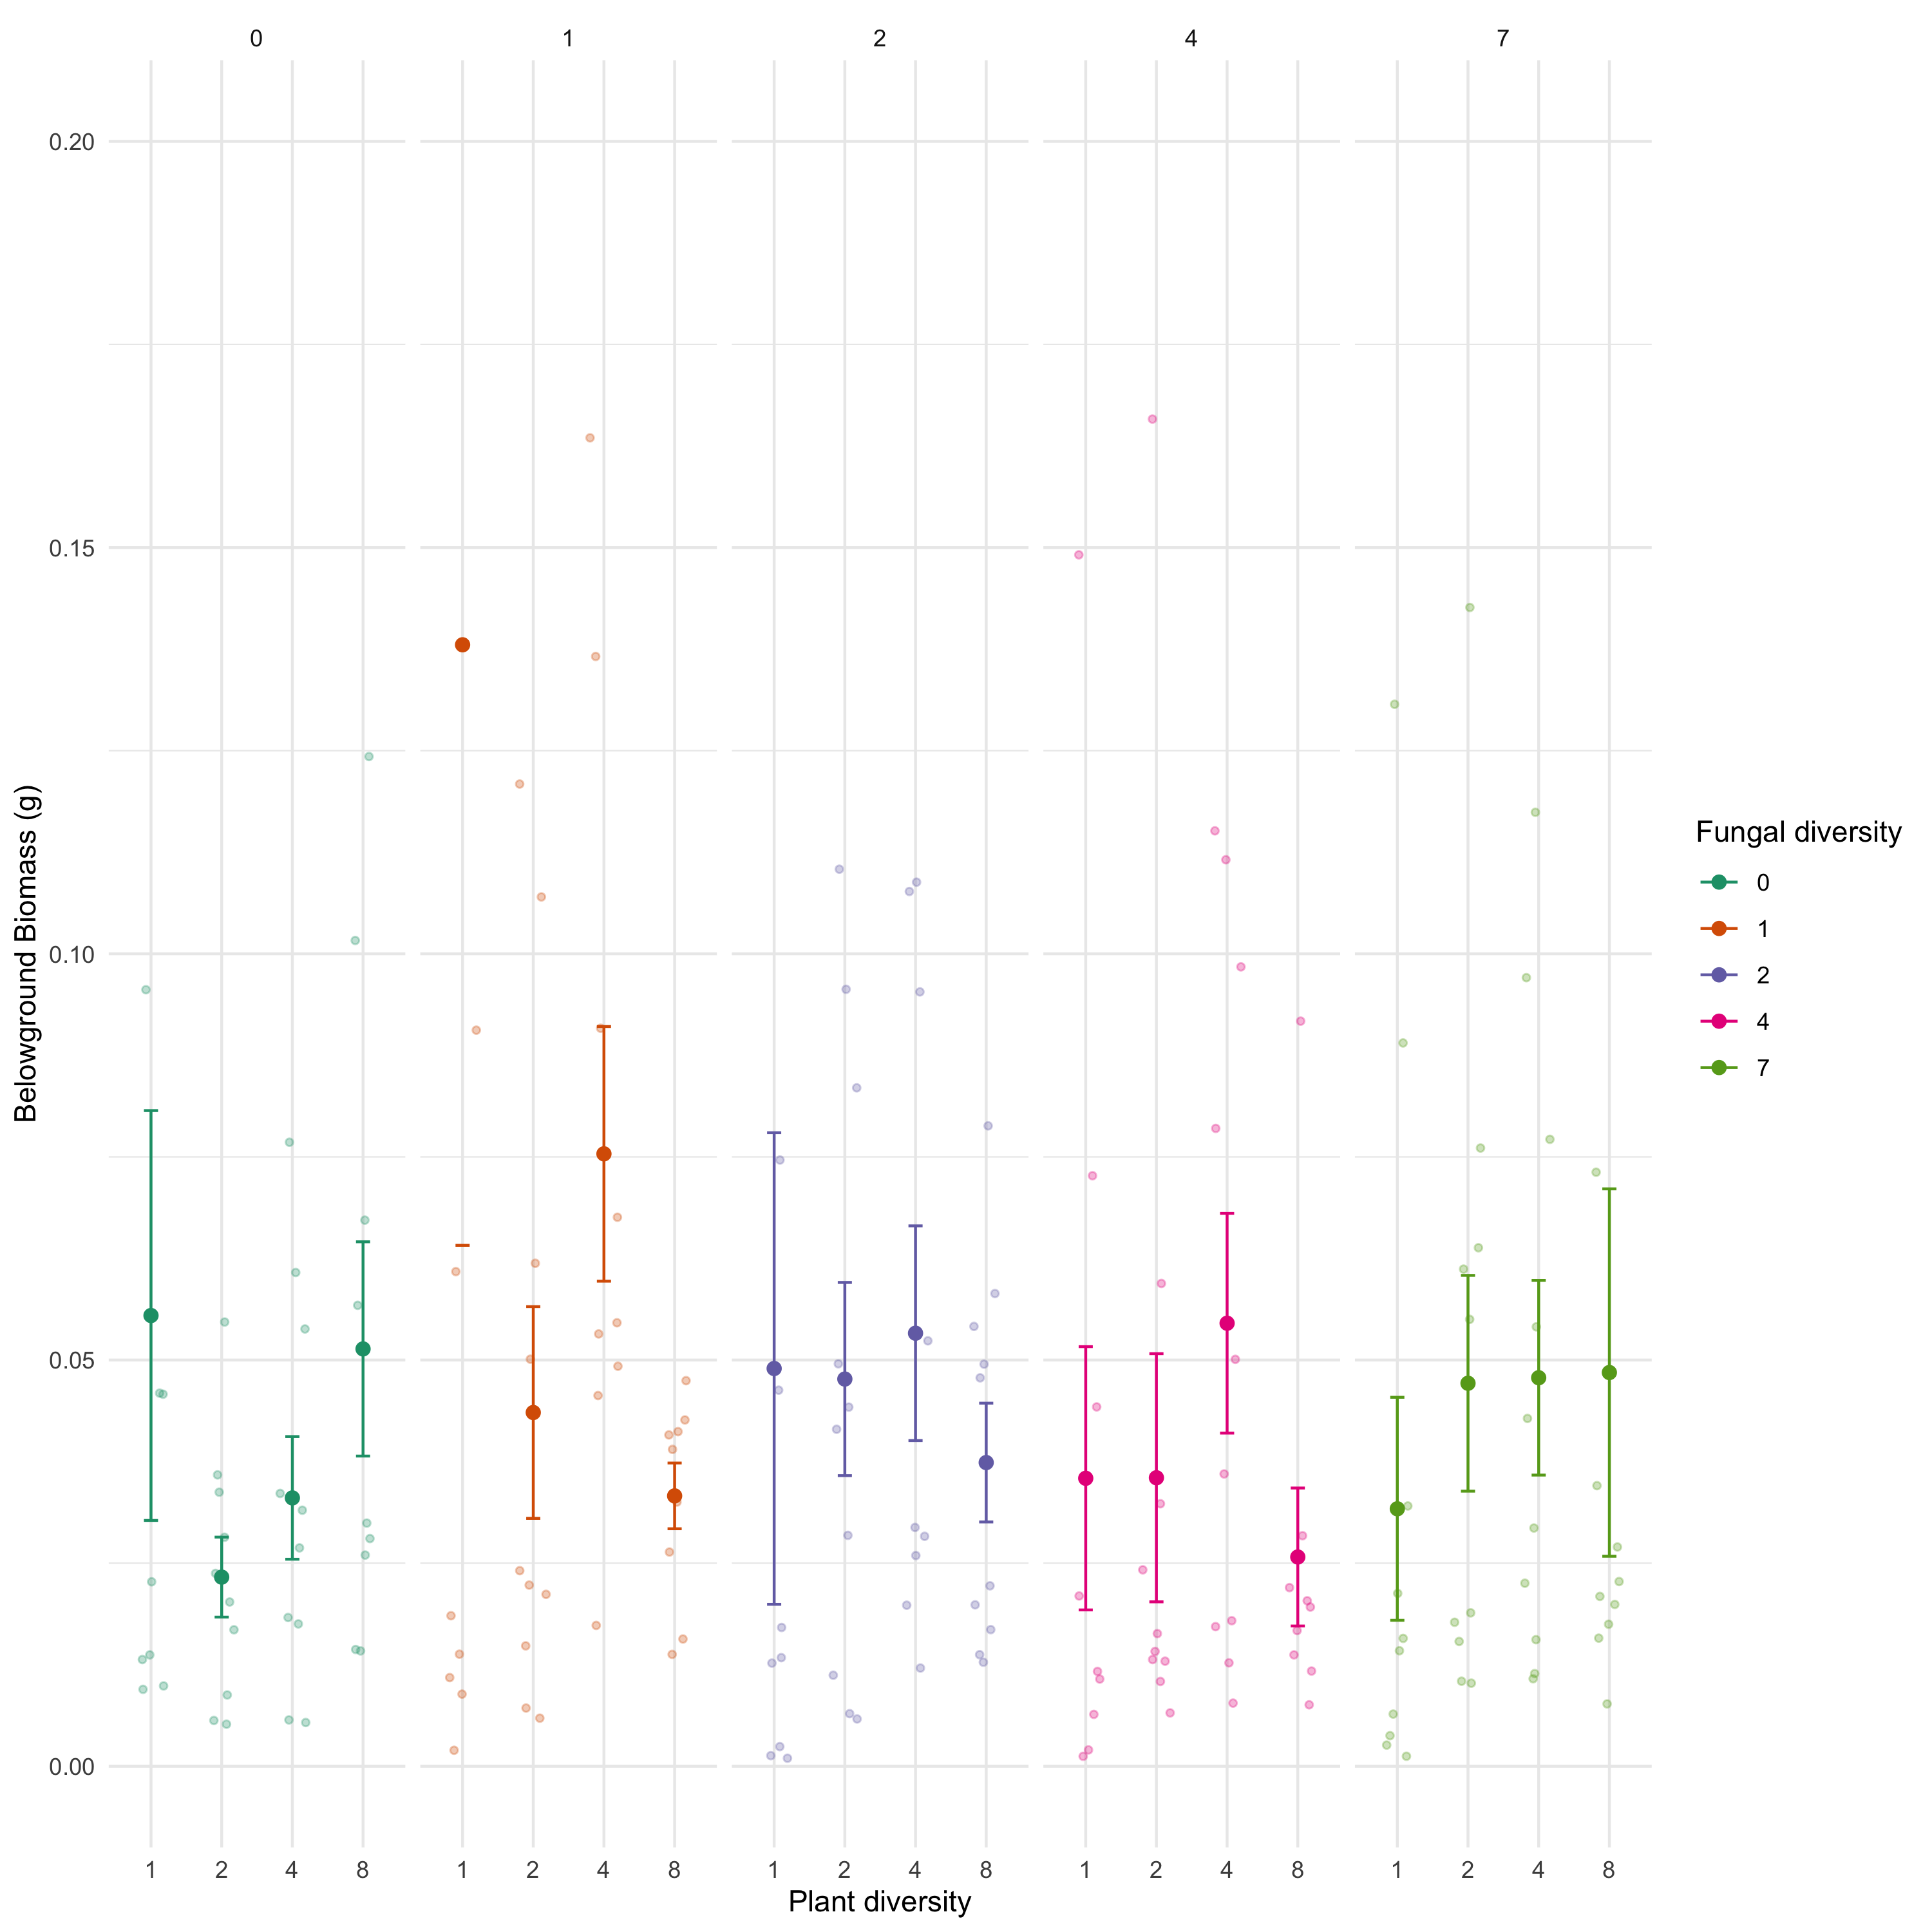 0 1 2 4 7
0.20
0.15
0.10
0.05
0.00
Belowground Biomass (g)
1 2 4 8 1 2 4 8 1 2 4 8 1 2 4 8 1 2 4 8
Plant diversity
Fungal diversity
0
1
2
4
7